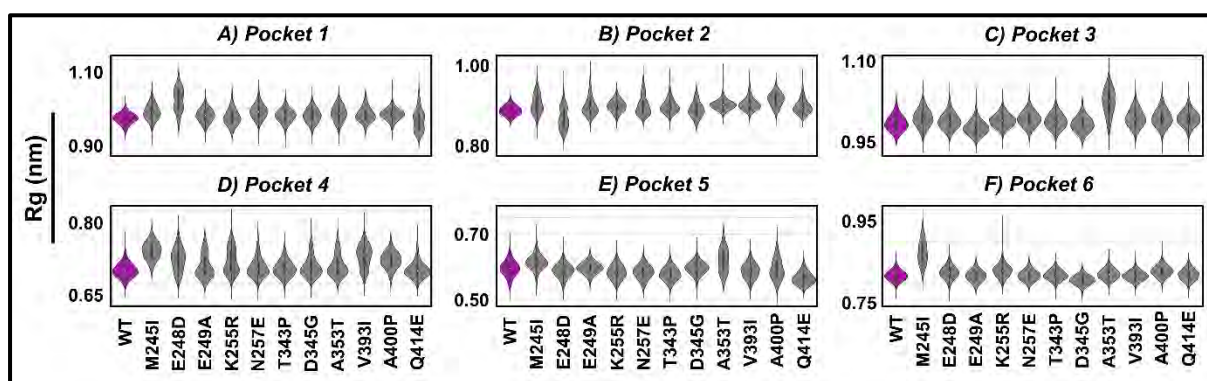 A) Pocket 1
B) Pocket 2
C) Pocket 3
1.10
0.90
1.00
0.80
1.10
0.95
Rg (nm)
D) Pocket 4
E) Pocket 5
F) Pocket 6
0.80
0.65
0.70
0.50
0.95
0.75
WT
M245I
E248D
E249A
K255R
N257E
T343P
D345G
A353T
V393I
A400P
Q414E
WT
M245I
E248D
E249A
K255R
N257E
T343P
D345G
A353T
V393I
A400P
Q414E
WT
M245I
E248D
E249A
K255R
N257E
T343P
D345G
A353T
V393I
A400P
Q414E